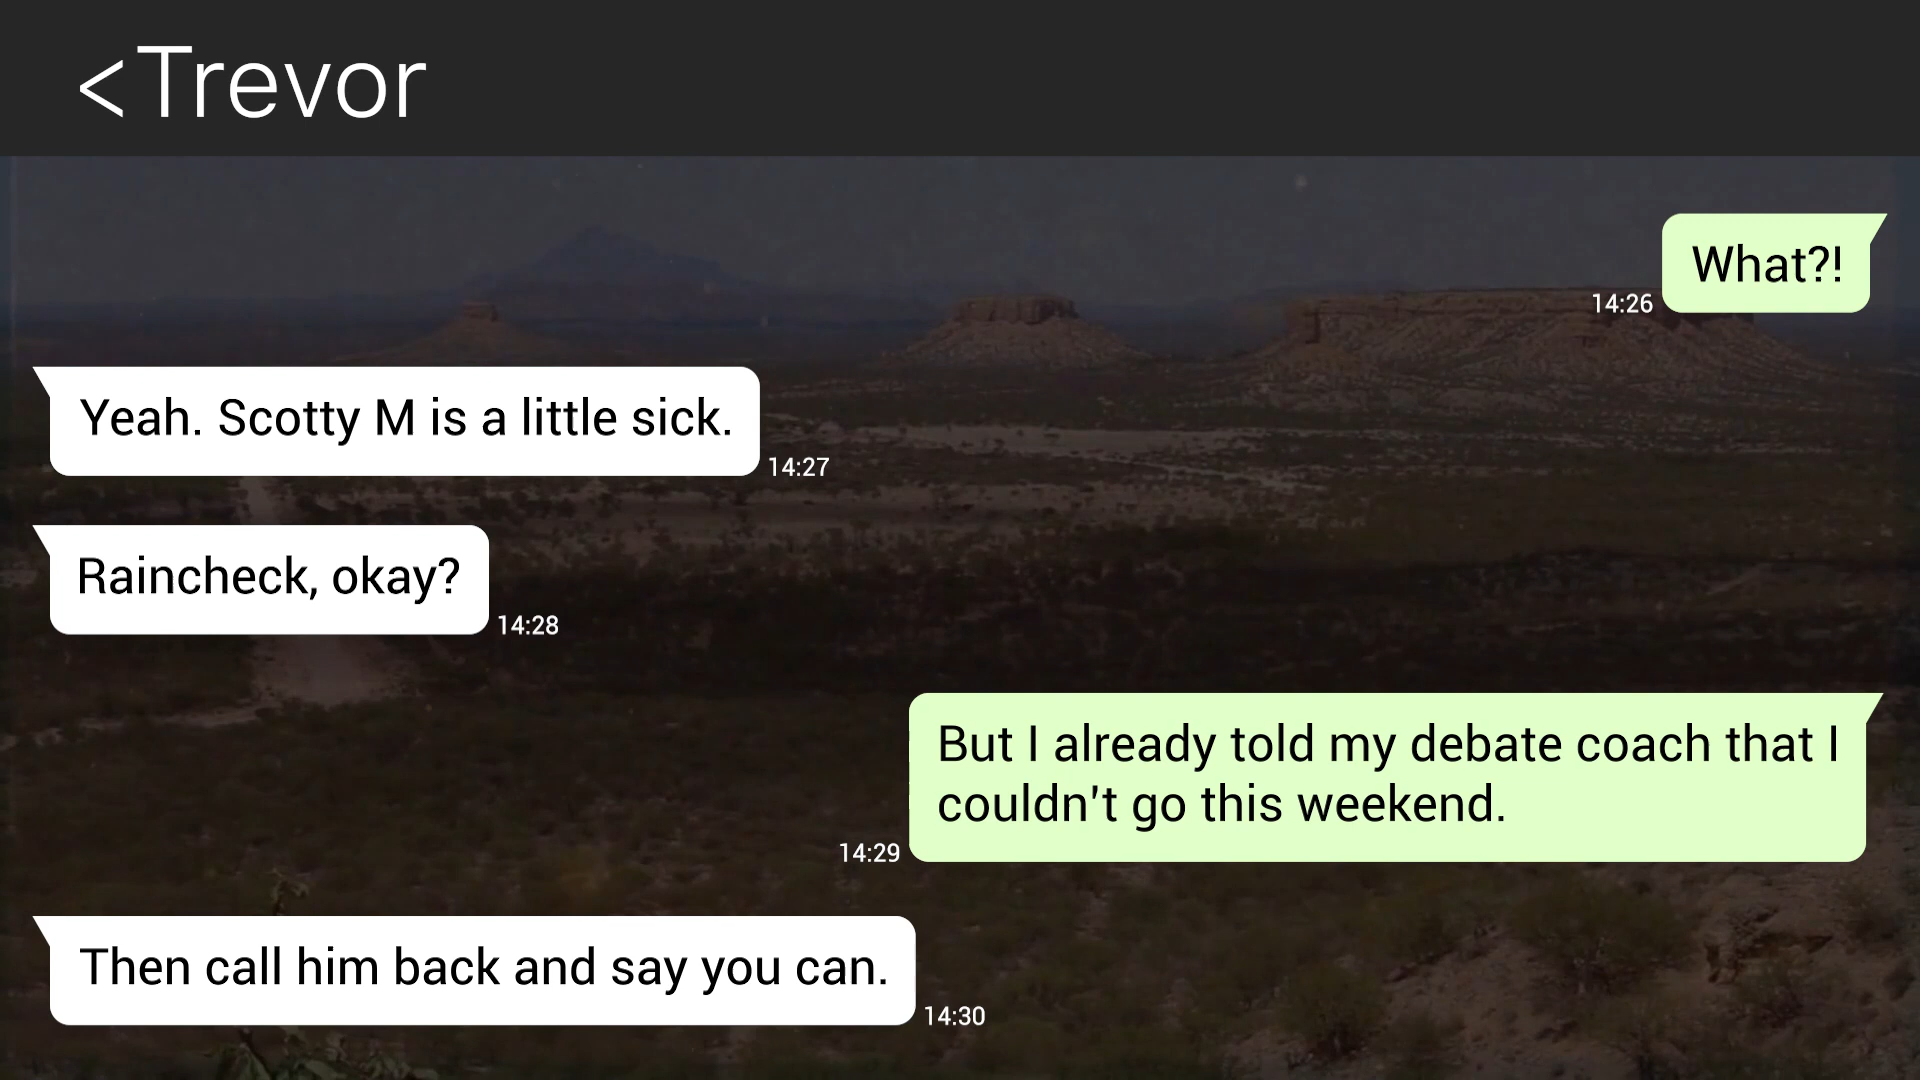 <Trevor
What?!
14:26
Yeah. Scotty M is a little sick.
14:27
Raincheck, okay?
14:28
But I already told my debate coach that I
couldn't go this weekend.
14:29
Then call him back and say you can.
14:30